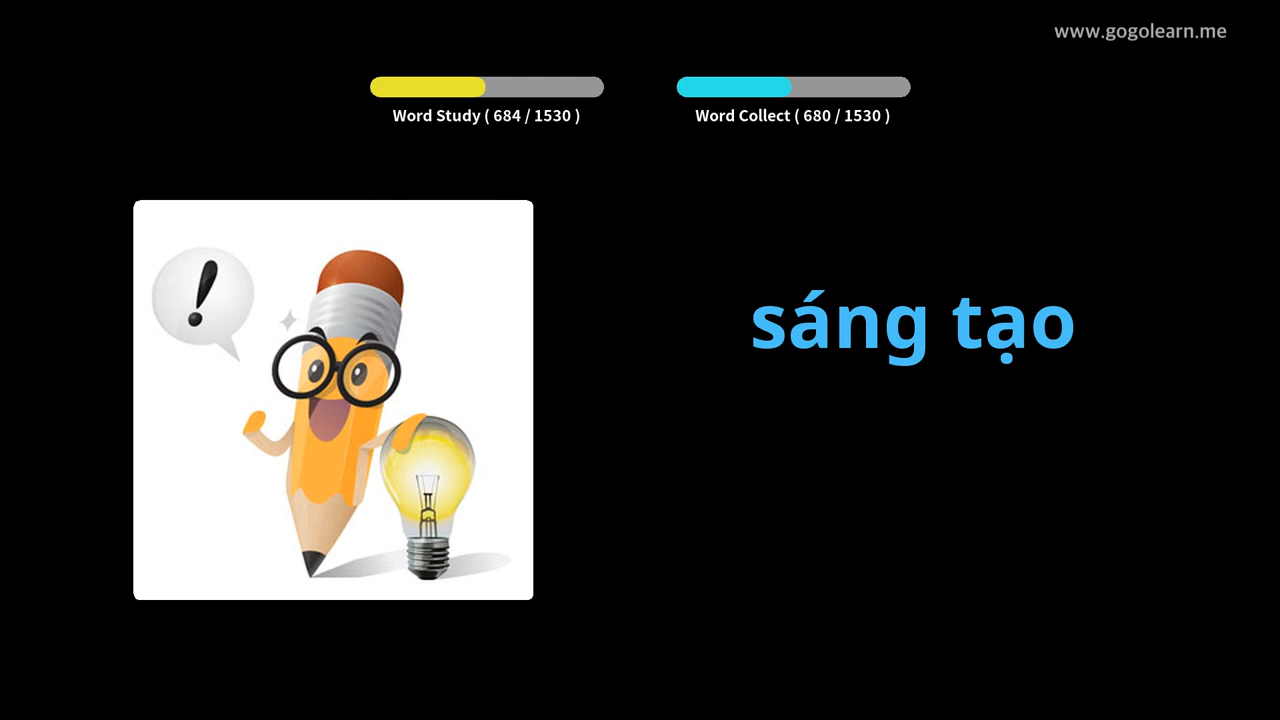 www.gogolearn.me
Word Study ( 684 / 1530 )
Word Collect ( 680 / 1530 )
!
sáng tạo